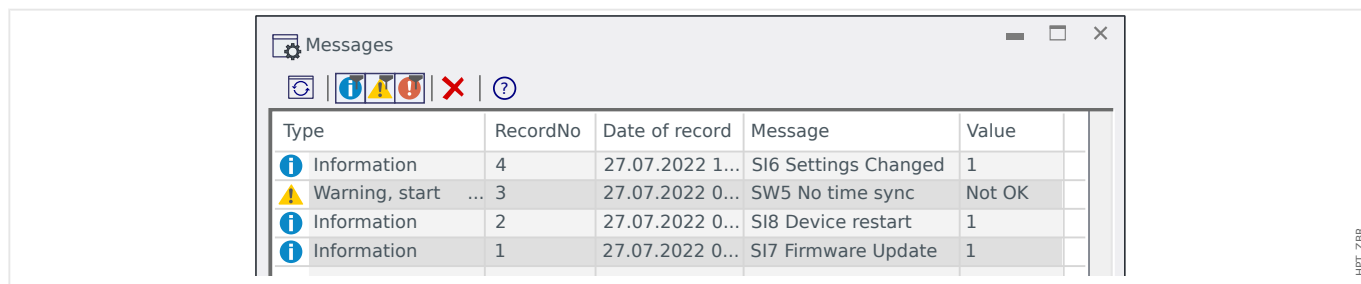 Messages
Type RecordNo Date of record Message Value
Information 4 27.07.2022 1... SI6 Settings Changed 1
Warning, start ... 3 27.07.2022 0... SW5 No time sync Not OK
Information 2 27.07.2022 0... SI8 Device restart 1
Information 1 27.07.2022 0... SI7 Firmware Update 1